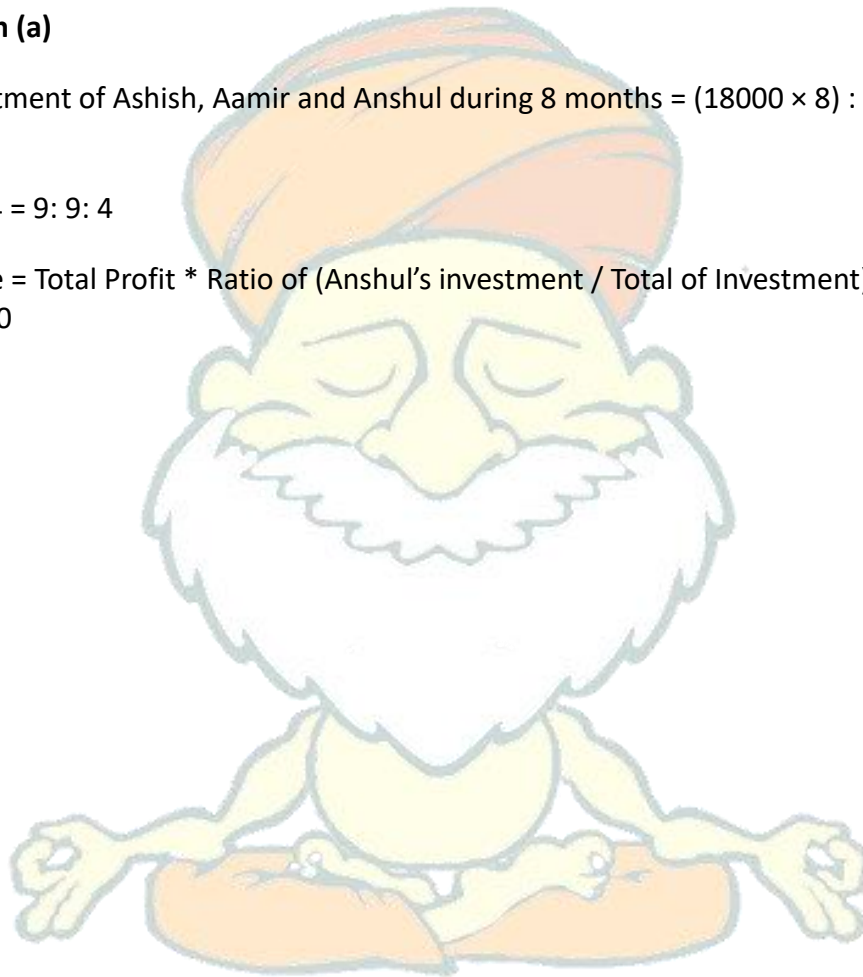 n (a)
tment of Ashish, Aamir and Anshul during 8 months = (18000 × 8) :
= 9: 9: 4
e = Total Profit * Ratio of (Anshul’s investment / Total of Investment)
0